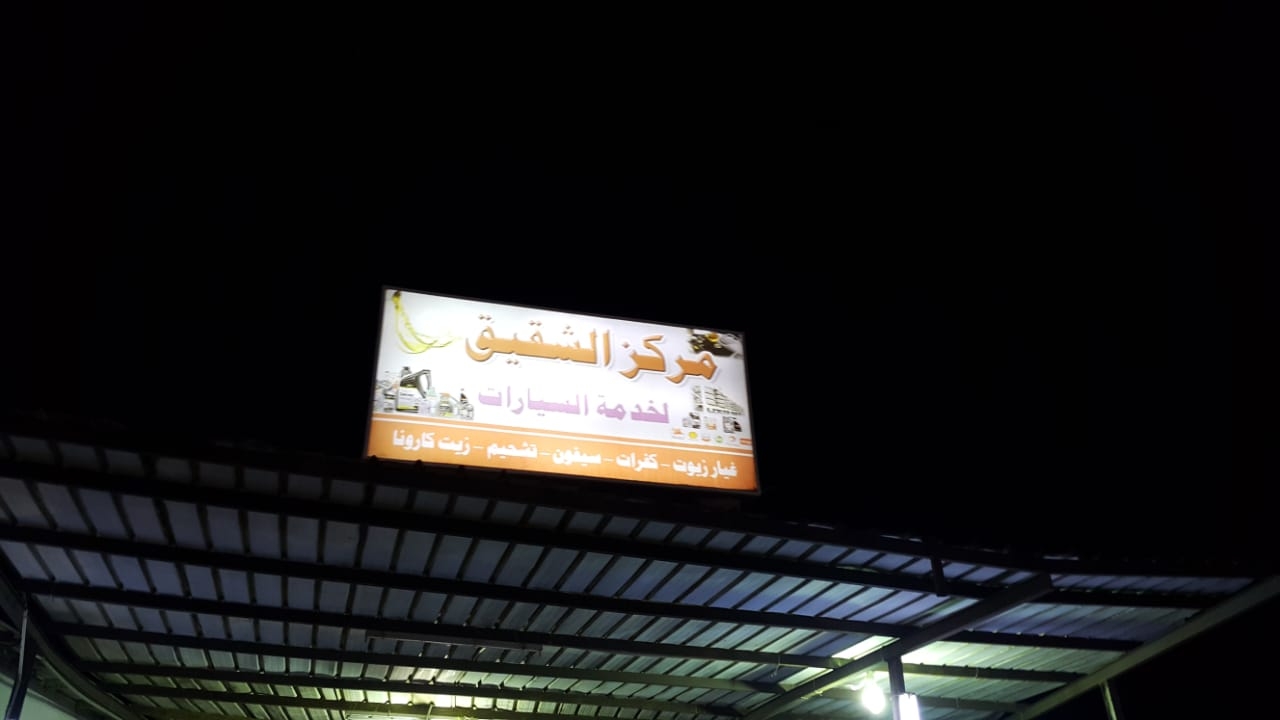 مركز الشقيق
لخدمة السيارات
غيار زيوت - كفرات - سيفون - تشحيم - زيت كارونا